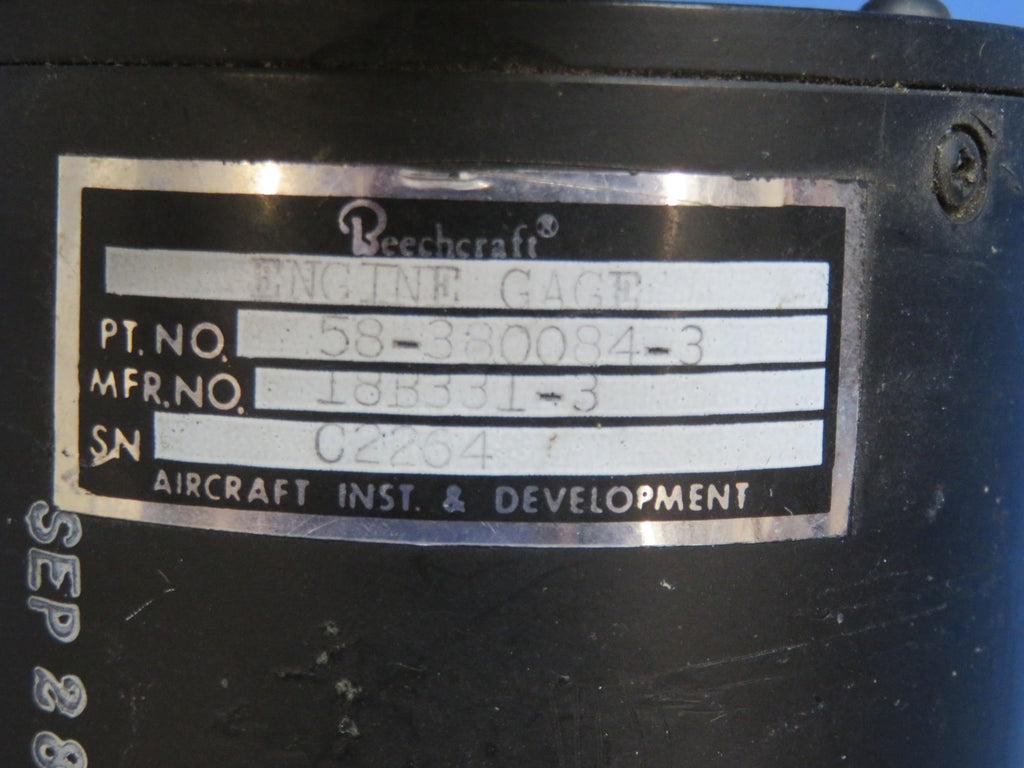 Beechcraft®
ENGINE GAGE
PT. NO. 58-380084-3
MFR. NO. 18B331-3
SN C2264
AIRCRAFT INST. & DEVELOPMENT
SEP 28